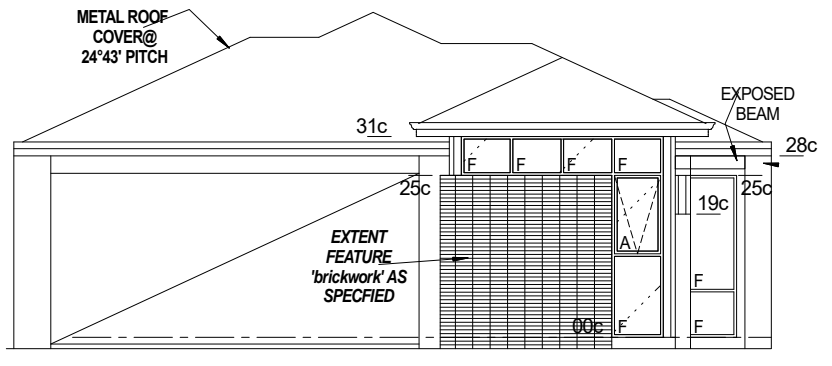 METAL ROOF
COVER@
24°43' PITCH
EXPOSED
BEAM
31c
28c
F F F F
25c
25c
19c
EXTENT
FEATURE
'brickwork' AS
SPECFIED
A
F
00c F F